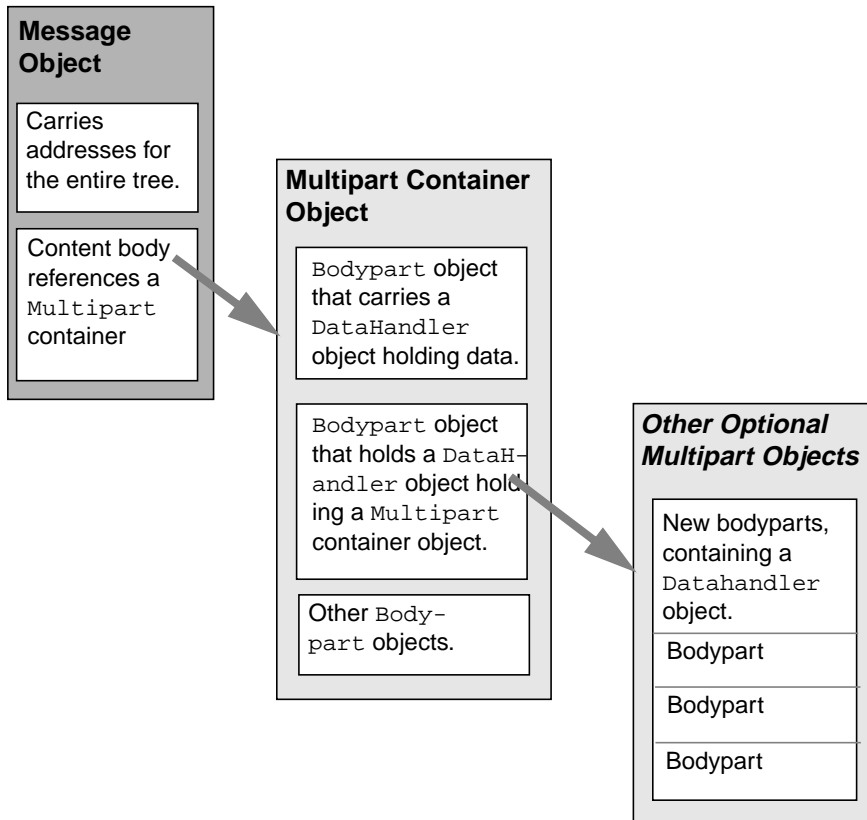 Message
Object
Carries
addresses for
the entire tree.
Content body
references a
Multipart
container
Multipart Container
Object
Bodypart object
that carries a
DataHandler
object holding data.
Bodypart object
that holds a DataH-
andler object hold
ing a Multipart
container object.
Other Body-
part objects.
Other Optional
Multipart Objects
New bodyparts,
containing a
Datahandler
object.
Bodypart
Bodypart
Bodypart